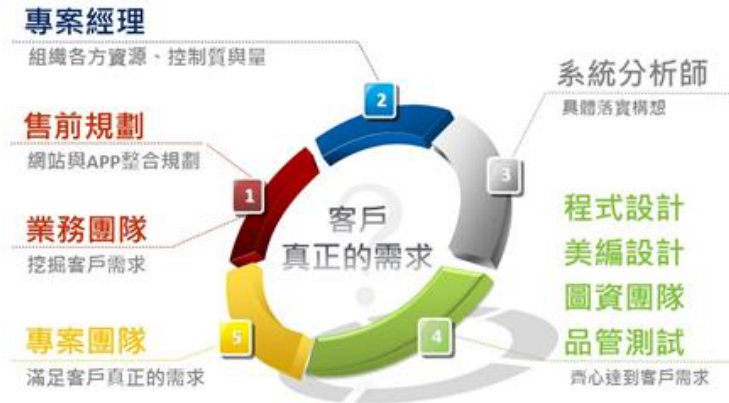 專案經理
組織各方資源、控制質與量
2
系統分析師
具體落實構想
3
售前規劃
網站與APP整合規劃
1
業務團隊
挖掘客戶需求
客戶
真正的需求
程式設計
美編設計
圖資團隊
品管測試
齊心達到客戶需求
4
專案團隊
滿足客戶真正的需求
5
?